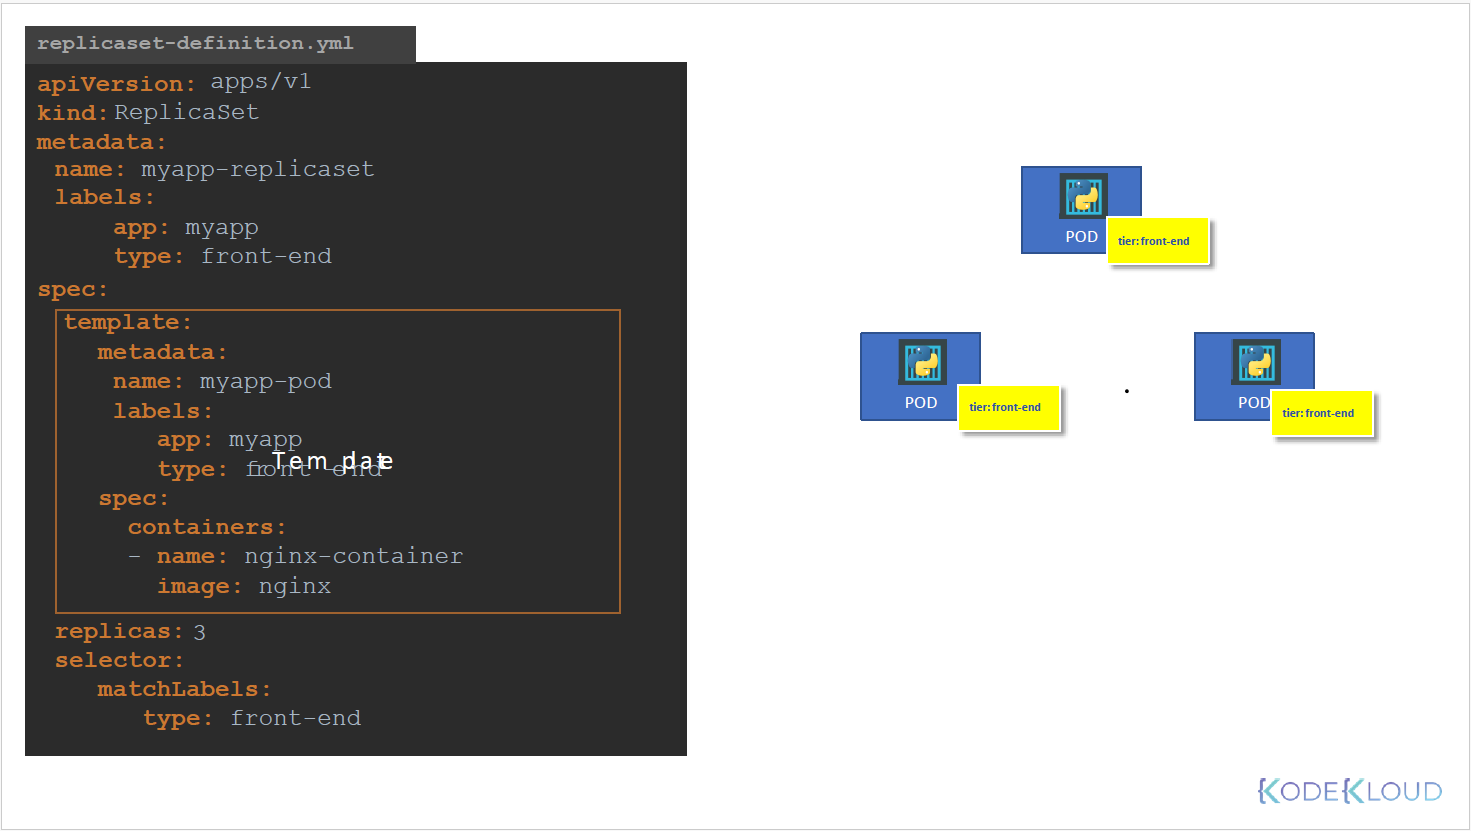 replicaset-definition.yml
apiVersion: apps/v1
kind: ReplicaSet
metadata:
name: myapp-replicaset
labels:
app: myapp
type: front-end
spec:
template:
metadata:
name: myapp-pod
labels:
app: myapp
type: front-end
Template
spec:
containers:
- name: nginx-container
image: nginx
replicas: 3
selector:
matchLabels:
type: front-end
POD
tier: front-end
POD
tier: front-end
.
POD
tier: front-end
KODEKLOUD